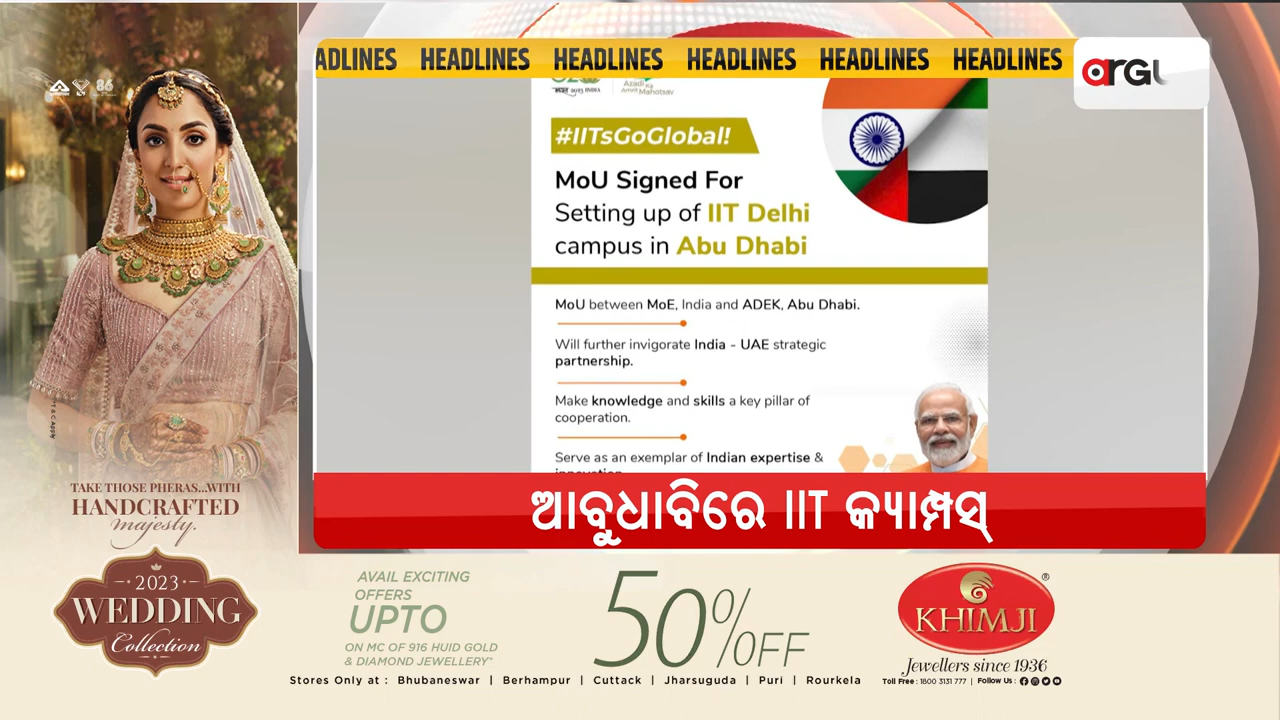 ADLINES HEADLINES HEADLINES HEADLINES HEADLINES HEADLINES
86
Azadi Ka
Amrit Mahotsav
2023 INDIA
#IITsGoGlobal!
MoU Signed For
Setting up of IIT Delhi
campus in Abu Dhabi
MoU between MoE, India and ADEK, Abu Dhabi.
Will further invigorate India - UAE strategic
partnership.
Make knowledge and skills a key pillar of
cooperation.
Serve as an exemplar of Indian expertise &
ଆବୁଧାବିରେ IIT କ୍ୟାମ୍ପସ୍
T & C Apply
TAKE THOSE PHERAS...WITH
HANDCRAFTED
majesty.
2023
WEDDING
Collection
AVAIL EXCITING
OFFERS
UPTO
ON MC OF 916 HUID GOLD
& DIAMOND JEWELLERY*
50% OFF
KHIMJI ®
Jewellers since 1936
Toll Free : 1800 3131 777 | Follow Us :
Stores Only at : Bhubaneswar | Berhampur | Cuttack | Jharsuguda | Puri | Rourkela